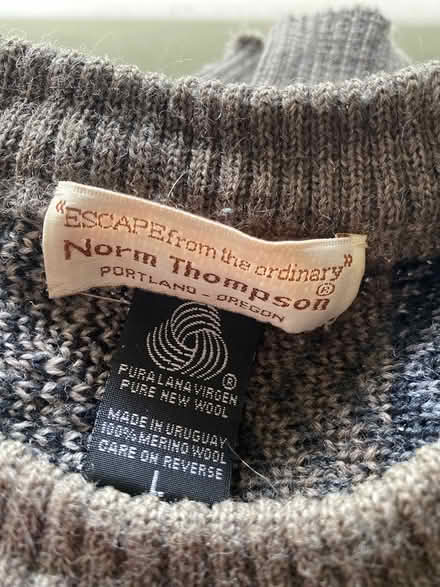 "ESCAPE from the ordinary"
Norm Thompson®
PORTLAND - OREGON
®
PURA LANA VIRGEN
PURE NEW WOOL
MADE IN URUGUAY
100% MERINO WOOL
CARE ON REVERSE
L